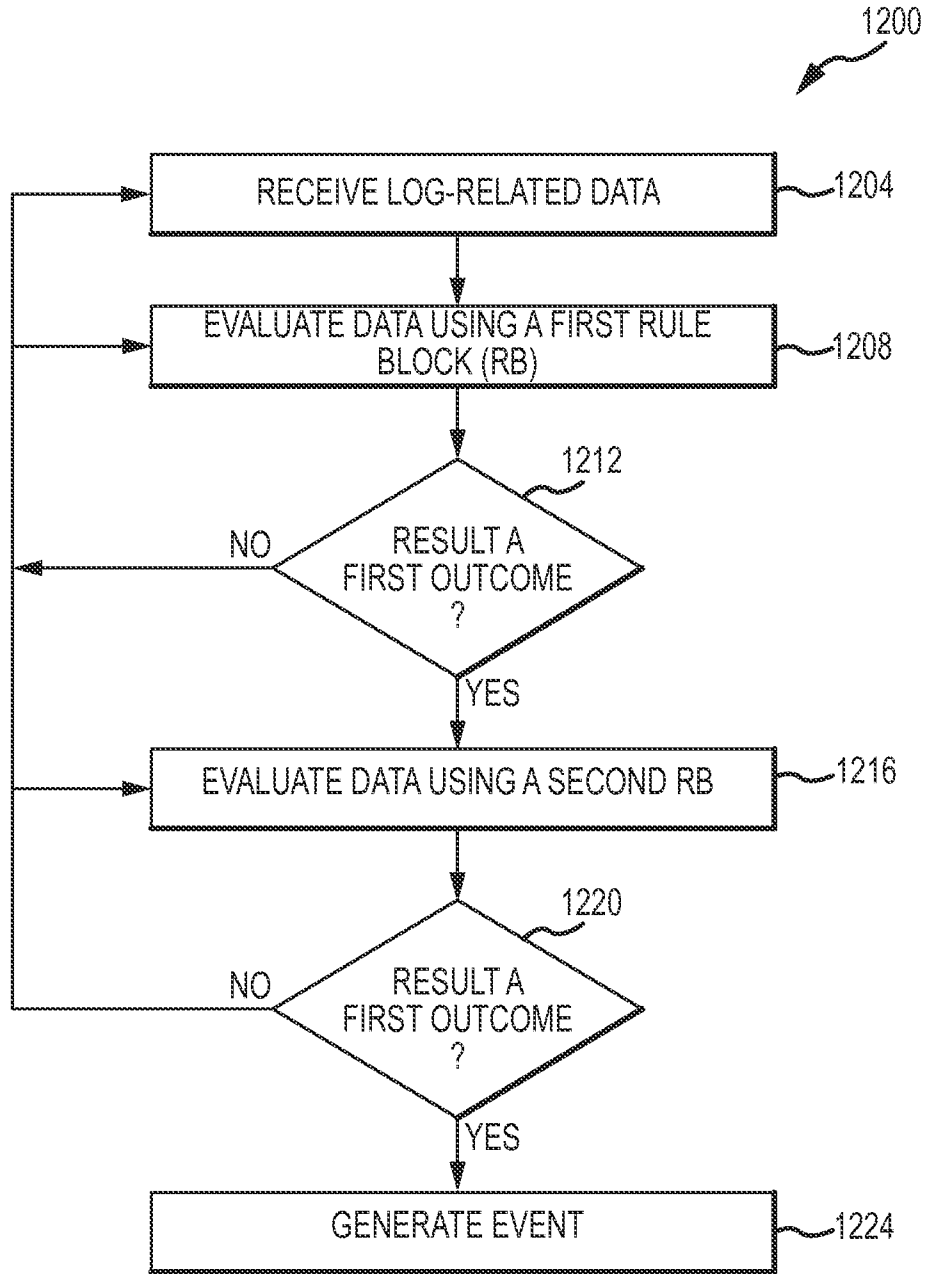 1200
RECEIVE LOG-RELATED DATA
1204
EVALUATE DATA USING A FIRST RULE
BLOCK (RB)
1208
1212
RESULT A
FIRST OUTCOME
?
NO
YES
EVALUATE DATA USING A SECOND RB
1216
1220
RESULT A
FIRST OUTCOME
?
NO
YES
GENERATE EVENT
1224